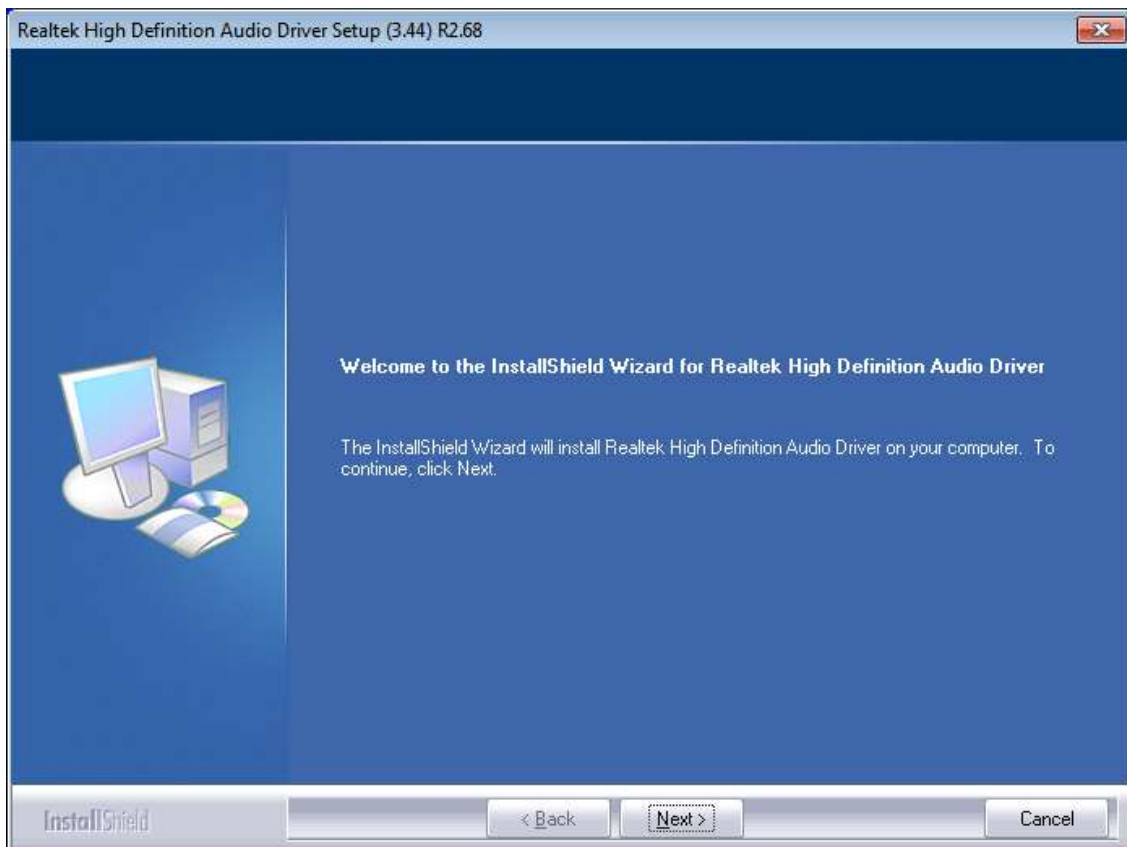 Realtek High Definition Audio Driver Setup (3.44) R2.68
Welcome to the InstallShield Wizard for Realtek High Definition Audio Driver
The InstallShield Wizard will install Realtek High Definition Audio Driver on your computer. To
continue, click Next.
InstallShield
< Back Next > Cancel